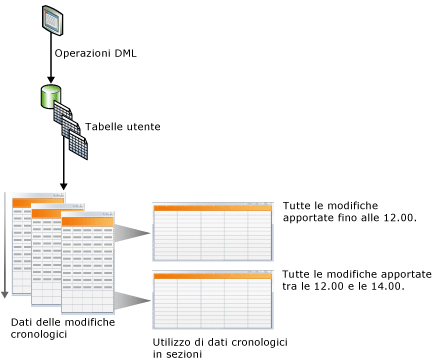 Operazioni DML
Tabelle utente
Tutte le modifiche
apportate fino alle 12.00.
Tutte le modifiche apportate
tra le 12.00 e le 14.00.
Dati delle modifiche
cronologici
Utilizzo di dati cronologici
in sezioni